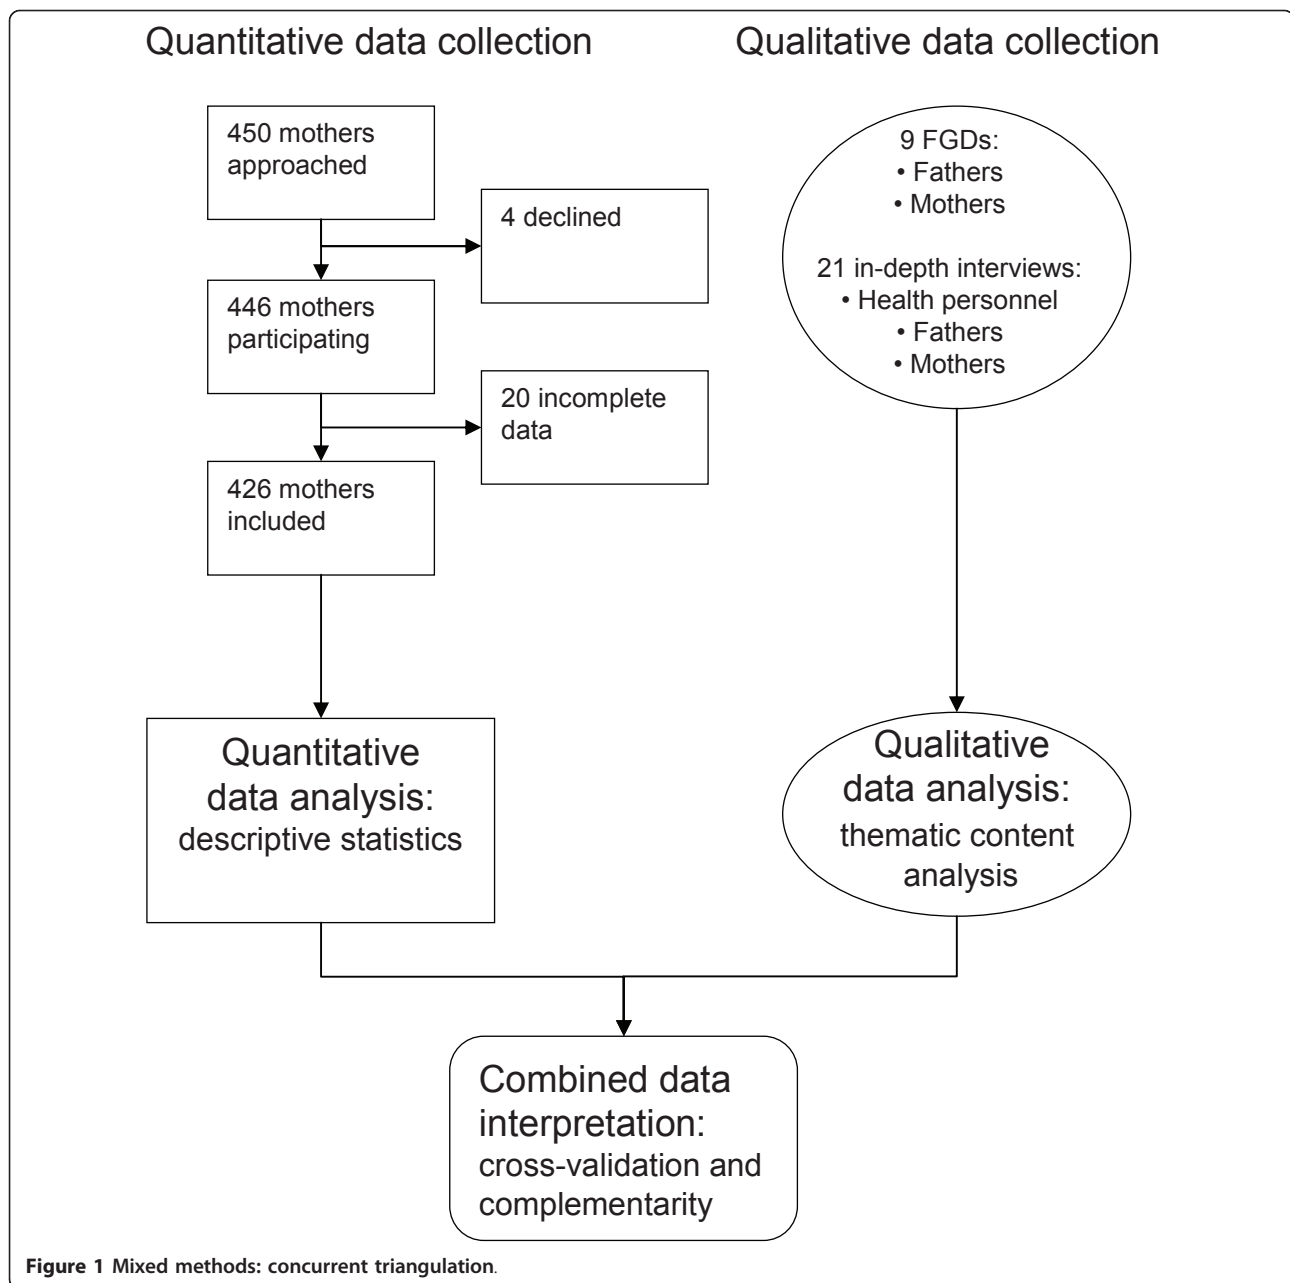 Quantitative data collection
Qualitative data collection
450 mothers
approached
4 declined
446 mothers
participating
20 incomplete
data
426 mothers
included
9 FGDs:
• Fathers
• Mothers
21 in-depth interviews:
• Health personnel
• Fathers
• Mothers
Quantitative
data analysis:
descriptive statistics
Qualitative
data analysis:
thematic content
analysis
Combined data
interpretation:
cross-validation and
complementarity
Figure 1 Mixed methods: concurrent triangulation.